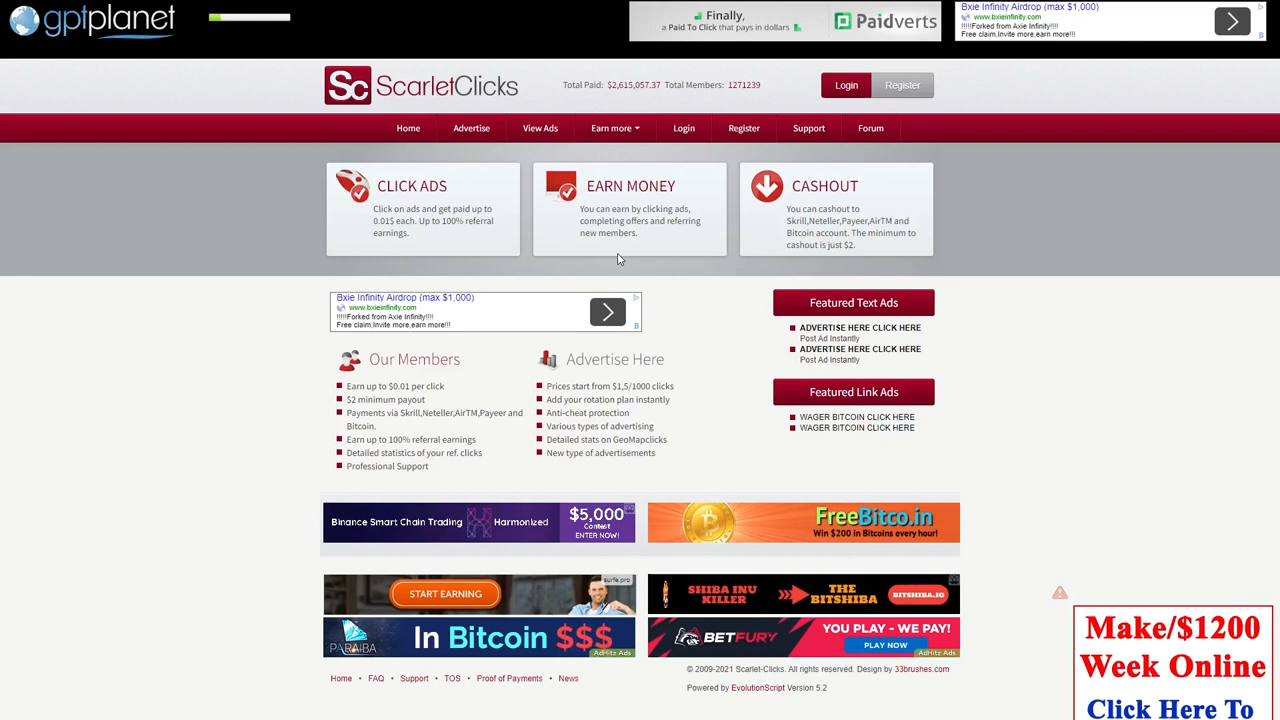 gptplanet
Finally,
a Paid To Click that pays in dollars
Paidverts
Bxie Infinity Airdrop (max $1,000)
www.bxieinfinity.com
!!!!!Forked from Axie Infinity!!!!
Free claim,Invite more,earn more!!!
Sc ScarletClicks
Total Paid: $2,615,057.37 Total Members: 1271239
Login Register
Home Advertise View Ads Earn more Login Register Support Forum
CLICK ADS
Click on ads and get paid up to
0.01$ each. Up to 100% referral
earnings.
EARN MONEY
You can earn by clicking ads,
completing offers and referring
new members.
CASHOUT
You can cashout to
Skrill,Neteller,Payeer,AirTM and
Bitcoin account. The minimum to
cashout is just $2.
Bxie Infinity Airdrop (max $1,000)
www.bxieinfinity.com
!!!!!Forked from Axie Infinity!!!!
Free claim,Invite more,earn more!!!
Our Members
Earn up to $0.01 per click
$2 minimum payout
Payments via Skrill,Neteller,AirTM,Payeer and
Bitcoin.
Earn up to 100% referral earnings
Detailed statistics of your ref. clicks
Professional Support
Advertise Here
Prices start from $1,5/1000 clicks
Add your rotation plan instantly
Anti-cheat protection
Various types of advertising
Detailed stats on GeoMapclicks
New type of advertisements
Featured Text Ads
ADVERTISE HERE CLICK HERE
Post Ad Instantly
ADVERTISE HERE CLICK HERE
Post Ad Instantly
Featured Link Ads
WAGER BITCOIN CLICK HERE
WAGER BITCOIN CLICK HERE
Binance Smart Chain Trading Harmonized
$5,000
Contest
ENTER NOW!
FreeBitco.in
Win $200 in Bitcoins every hour!
START EARNING
surfe.pro
SHIBA INU
KILLER
THE
BITSHIBA
BITSHIBA.IO
PARAIBA
In Bitcoin $$$
AdHitz Ads
BETFURY
YOU PLAY - WE PAY!
PLAY NOW
AdHitz Ads
Home FAQ Support TOS Proof of Payments News
© 2009-2021 Scarlet-Clicks. All rights reserved. Design by 33brushes.com
Powered by EvolutionScript Version 5.2
Make/$1200
Week Online
Click Here To